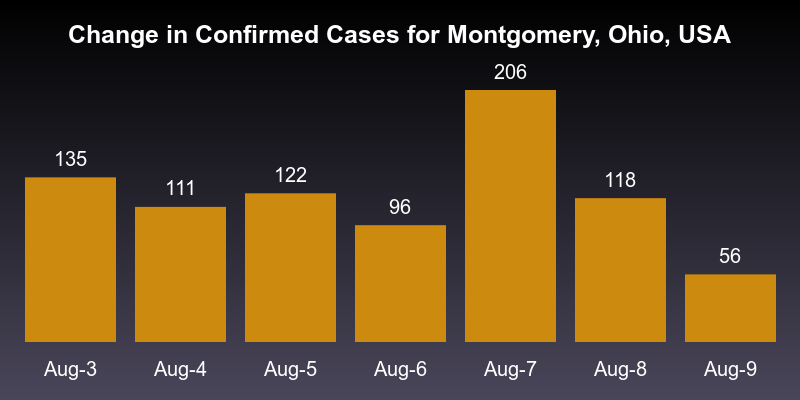 Change in Confirmed Cases for Montgomery, Ohio, USA
135 111 122 96 206 118 56
Aug-3 Aug-4 Aug-5 Aug-6 Aug-7 Aug-8 Aug-9